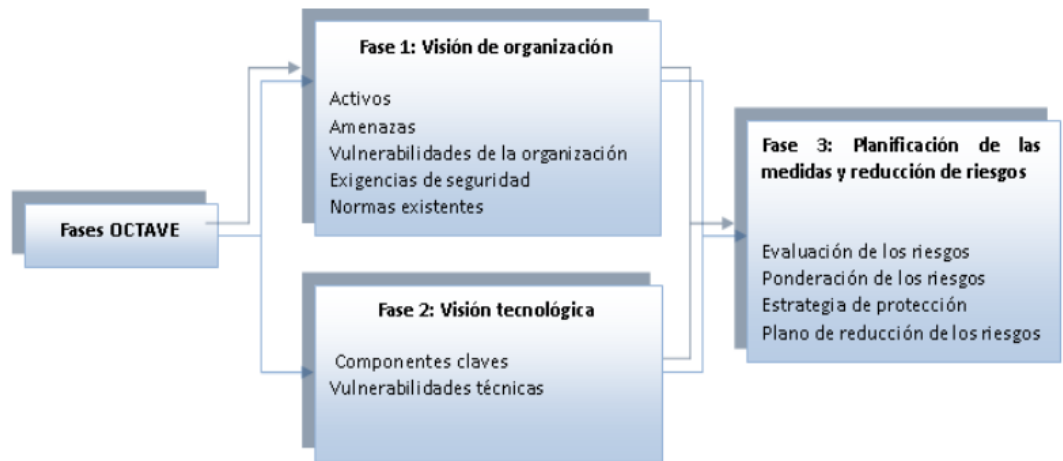 Fases OCTAVE
Fase 1: Visión de organización
Activos
Amenazas
Vulnerabilidades de la organización
Exigencias de seguridad
Normas existentes
Fase 2: Visión tecnológica
Componentes claves
Vulnerabilidades técnicas
Fase 3: Planificación de las
medidas y reducción de riesgos
Evaluación de los riesgos
Ponderación de los riesgos
Estrategia de protección
Plano de reducción de los riesgos